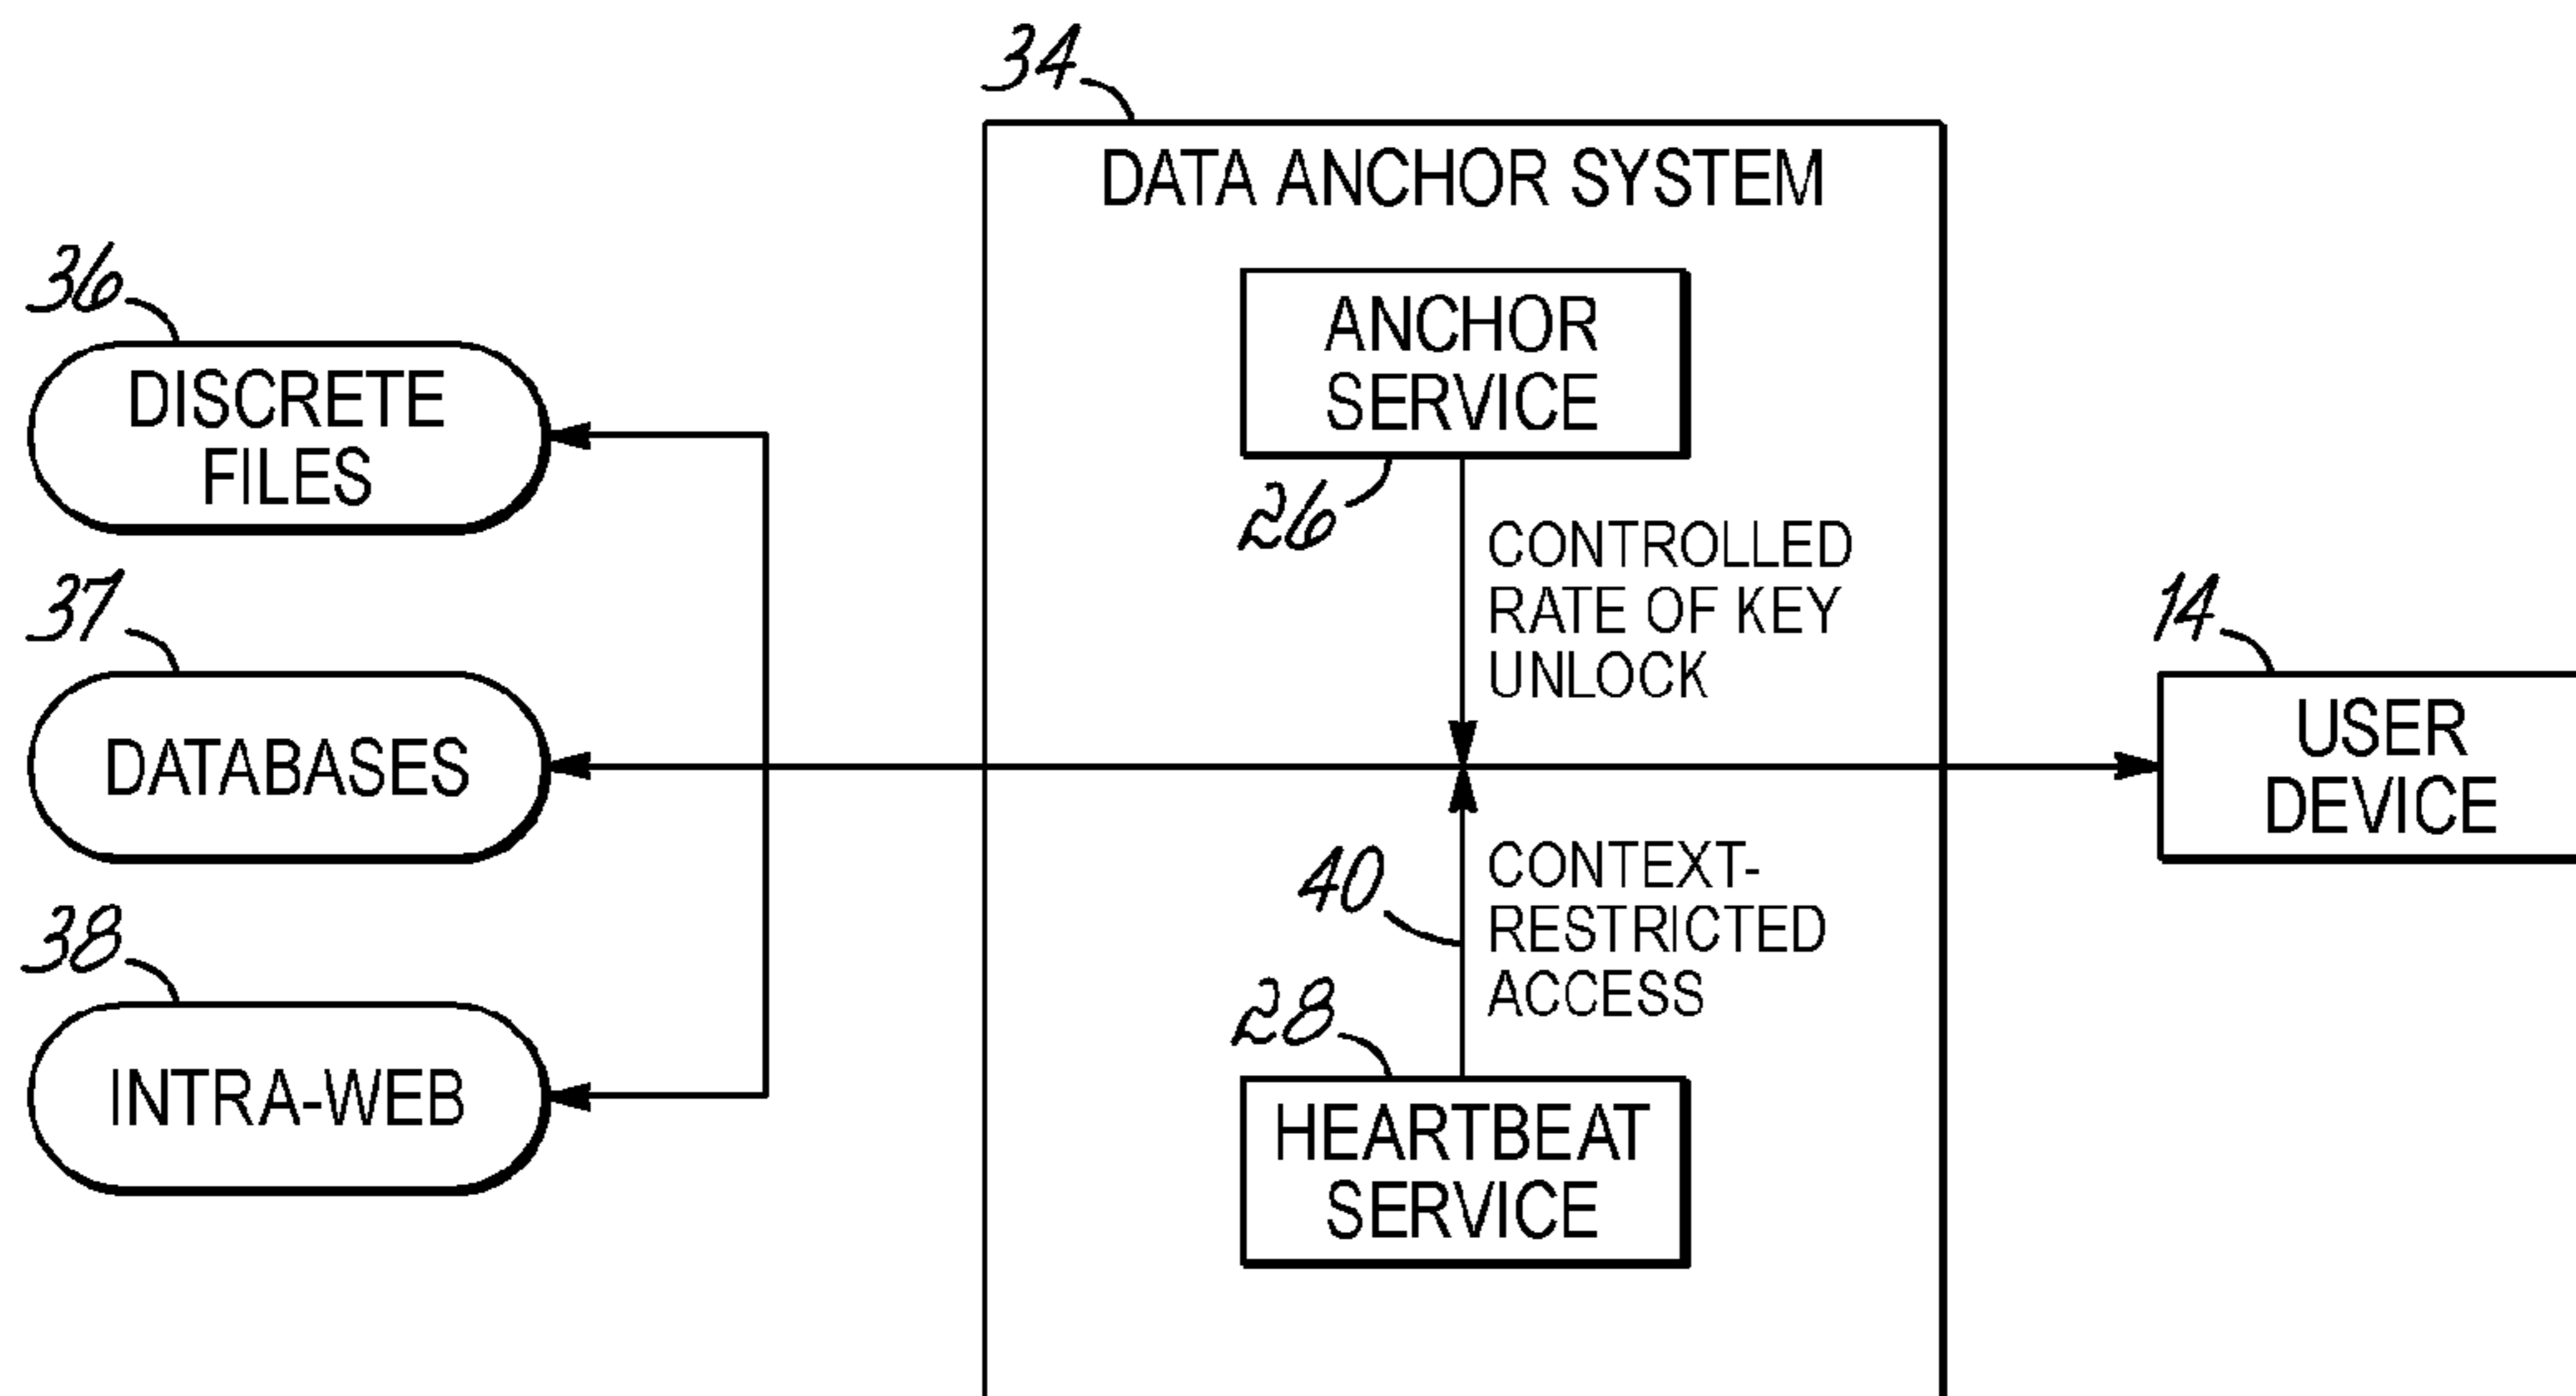 34
DATA ANCHOR SYSTEM
36
DISCRETE
FILES
ANCHOR
SERVICE
26
CONTROLLED
RATE OF KEY
UNLOCK
37
DATABASES
14
USER
DEVICE
40
CONTEXT-
RESTRICTED
ACCESS
38
INTRA-WEB
28
HEARTBEAT
SERVICE